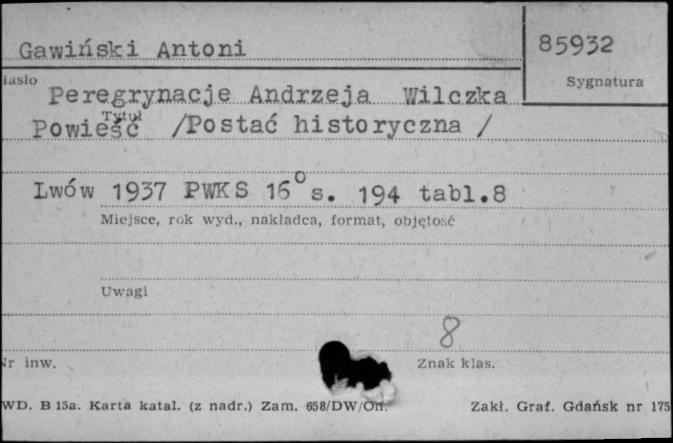 Gawiński Antoni
85932
iasło
Sygnatura
Peregrynacje Andrzeja Wilczka
Tytuł
Powieść /Postać historyczna /
Lwów 1937 PWKS 16° s. 194 tabl.8
Miejsce, rok wyd., nakładca, format, objętość
Uwagi
8
Nr inw.
Znak klas.
WD. B 15a. Karta katal. (z nadr.) Zam. 658/DW/On.
Zakł. Graf. Gdańsk nr 175